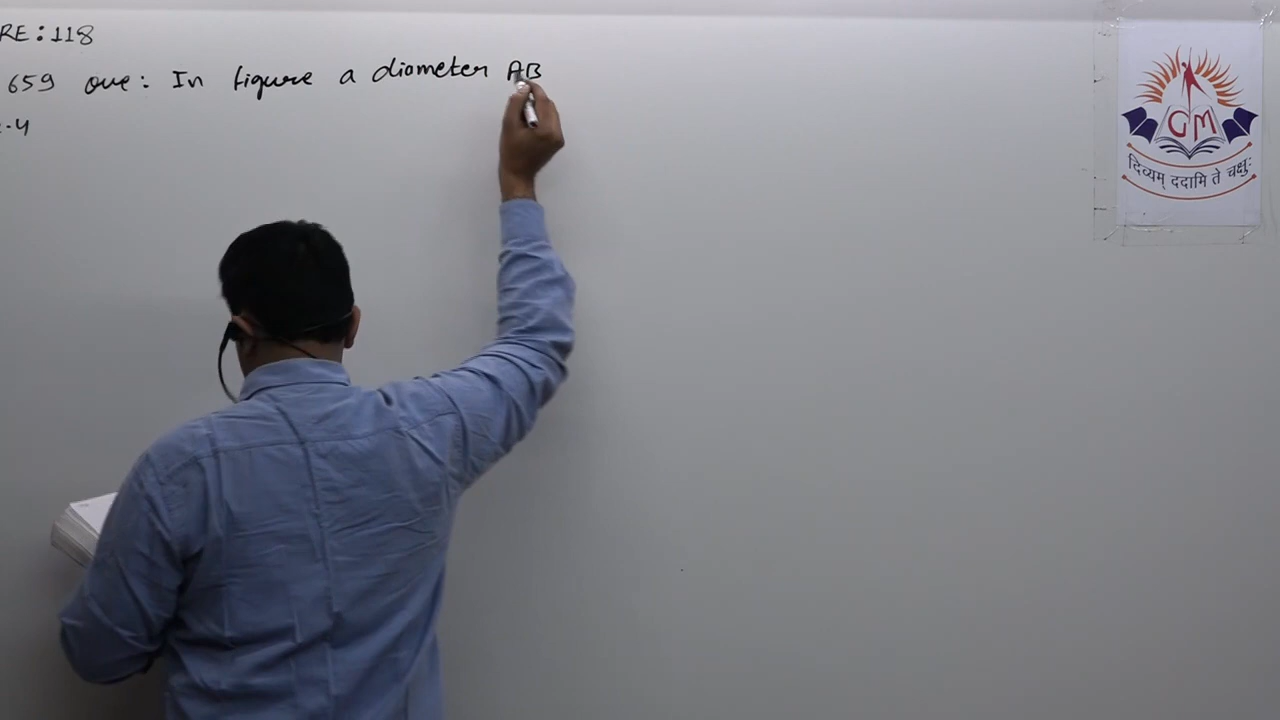 RE:118
659 que: In figure a diameter AB
.4
GM
दिव्यम् ददामि ते चक्षुः